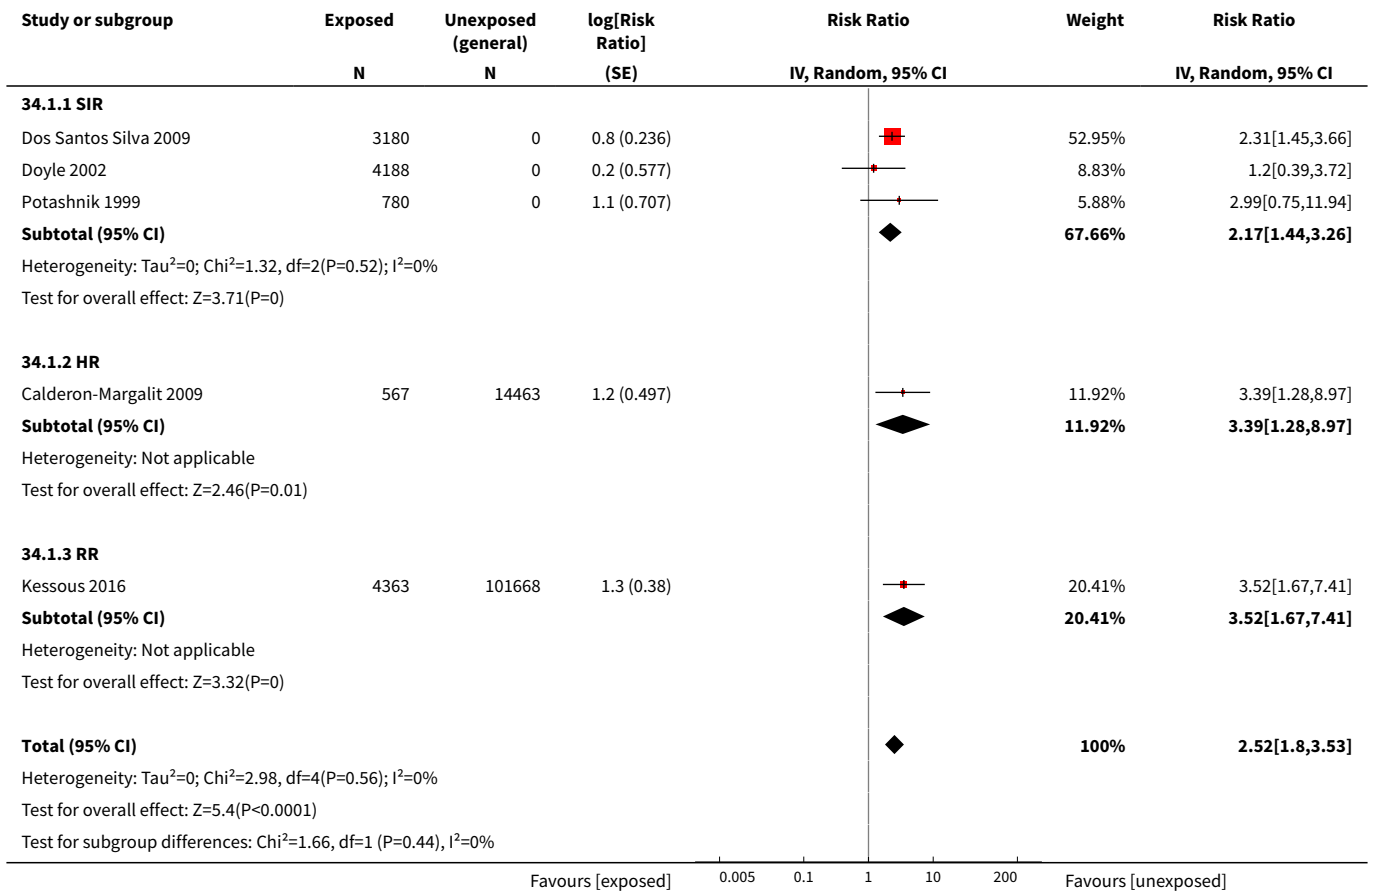 Study or subgroup Exposed Unexposed (general) log[Risk Ratio] Risk Ratio Weight Risk Ratio
N N (SE) IV, Random, 95% CI IV, Random, 95% CI
34.1.1 SIR
Dos Santos Silva 2009 3180 0 0.8 (0.236) 52.95% 2.31[1.45,3.66]
Doyle 2002 4188 0 0.2 (0.577) 8.83% 1.2[0.39,3.72]
Potashnik 1999 780 0 1.1 (0.707) 5.88% 2.99[0.75,11.94]
Subtotal (95% CI) 67.66% 2.17[1.44,3.26]
Heterogeneity: Tau²=0; Chi²=1.32, df=2(P=0.52); I²=0%
Test for overall effect: Z=3.71(P=0)
34.1.2 HR
Calderon-Margalit 2009 567 14463 1.2 (0.497) 11.92% 3.39[1.28,8.97]
Subtotal (95% CI) 11.92% 3.39[1.28,8.97]
Heterogeneity: Not applicable
Test for overall effect: Z=2.46(P=0.01)
34.1.3 RR
Kessous 2016 4363 101668 1.3 (0.38) 20.41% 3.52[1.67,7.41]
Subtotal (95% CI) 20.41% 3.52[1.67,7.41]
Heterogeneity: Not applicable
Test for overall effect: Z=3.32(P=0)
Total (95% CI) 100% 2.52[1.8,3.53]
Heterogeneity: Tau²=0; Chi²=2.98, df=4(P=0.56); I²=0%
Test for overall effect: Z=5.4(P<0.0001)
Test for subgroup differences: Chi²=1.66, df=1 (P=0.44), I²=0%
Favours [exposed] 0.005 0.1 1 10 200 Favours [unexposed]